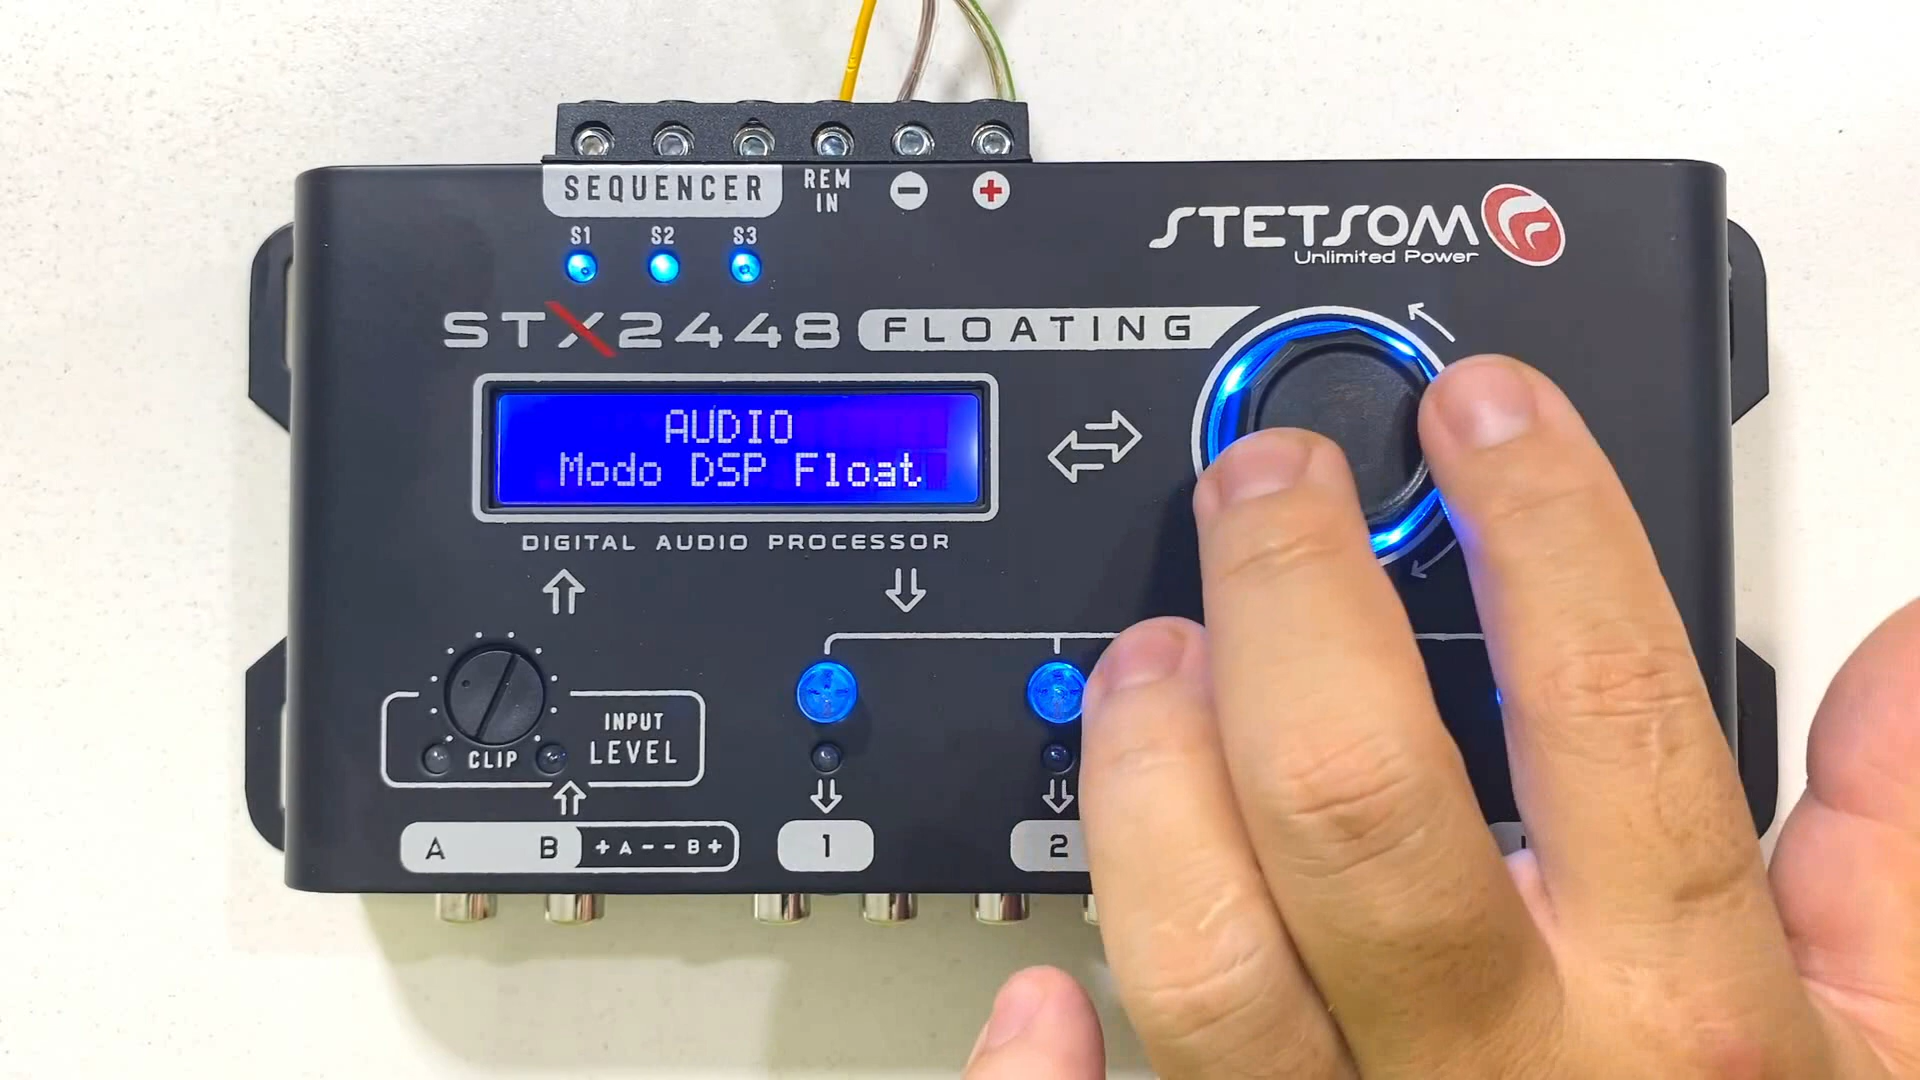 SEQUENCER
REM
IN
S1 S2 S3
STETSOM
Unlimited Power
STX2448 FLOATING
AUDIO
Modo DSP Float
DIGITAL AUDIO PROCESSOR
INPUT
LEVEL
CLIP
A B + A - - B +
1
2